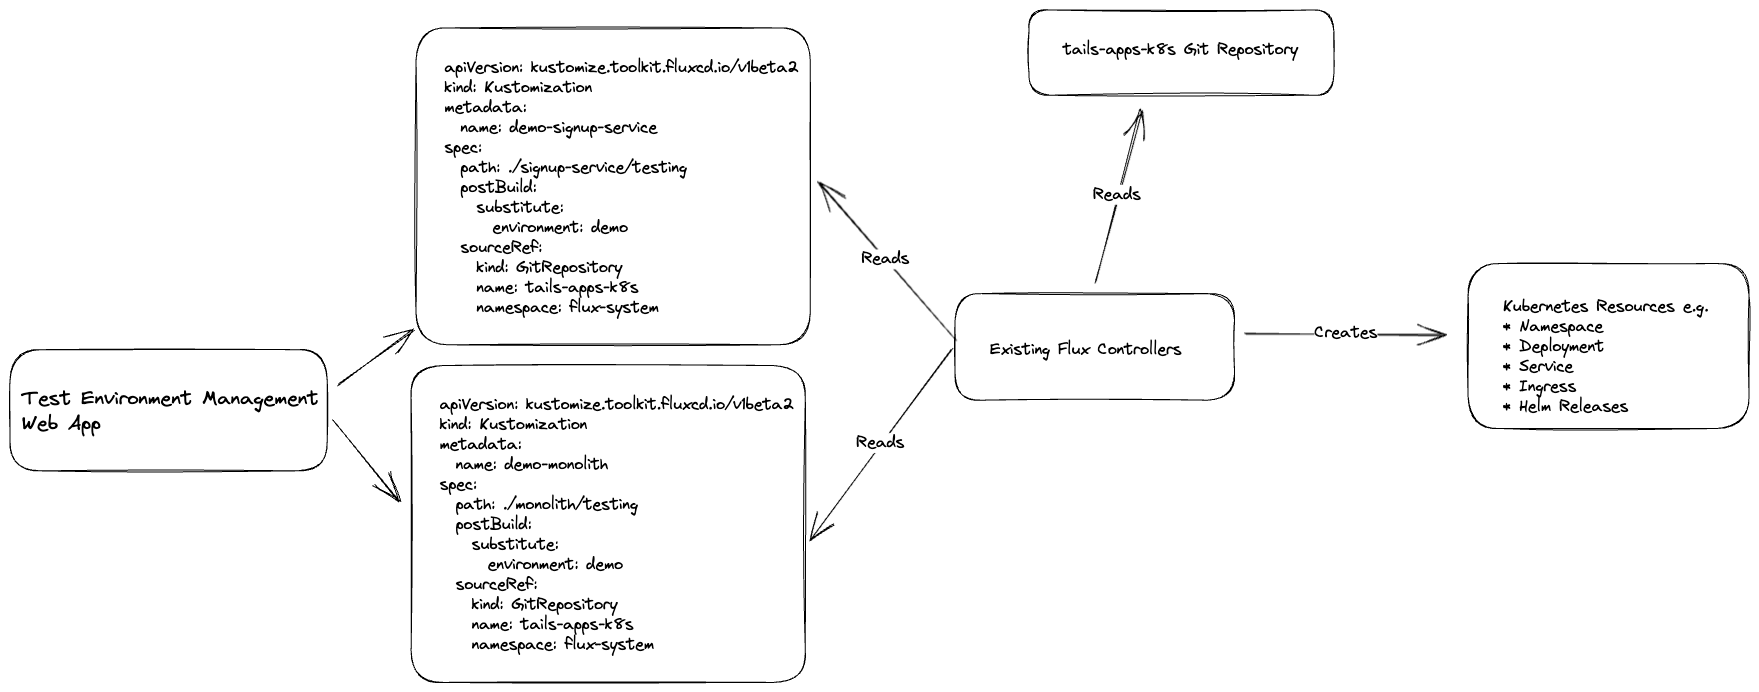 Test Environment Management
Web App
apiVersion: kustomize.toolkit.fluxcd.io/v1beta2
kind: Kustomization
metadata:
  name: demo-signup-service
spec:
  path: ./signup-service/testing
  postBuild:
    substitute:
      environment: demo
  sourceRef:
    kind: GitRepository
    name: tails-apps-k8s
    namespace: flux-system
apiVersion: kustomize.toolkit.fluxcd.io/v1beta2
kind: Kustomization
metadata:
  name: demo-monolith
spec:
  path: ./monolith/testing
  postBuild:
    substitute:
      environment: demo
  sourceRef:
    kind: GitRepository
    name: tails-apps-k8s
    namespace: flux-system
Reads
Reads
Existing Flux Controllers
Reads
tails-apps-k8s Git Repository
Creates
Kubernetes Resources e.g.
* Namespace
* Deployment
* Service
* Ingress
* Helm Releases